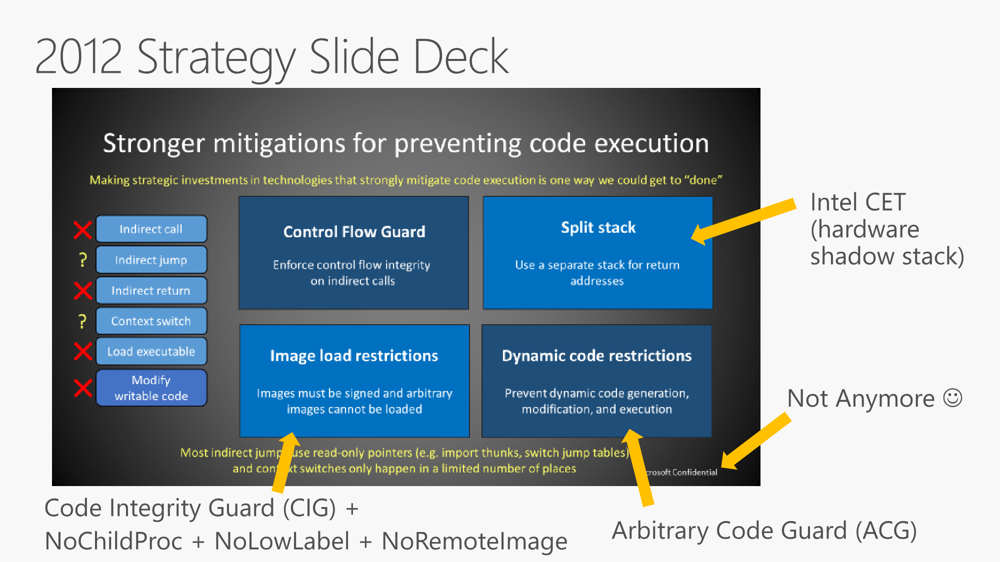 2012 Strategy Slide Deck
Stronger mitigations for preventing code execution
Making strategic investments in technologies that strongly mitigate code execution is one way we could get to “done”
Indirect call
? Indirect jump
Indirect return
? Context switch
Load executable
Modify
writable code
Control Flow Guard
Enforce control flow integrity
on indirect calls
Split stack
Use a separate stack for return
addresses
Image load restrictions
Images must be signed and arbitrary
images cannot be loaded
Dynamic code restrictions
Prevent dynamic code generation,
modification, and execution
Most indirect jump use read-only pointers (e.g. import thunks, switch jump tables)
and context switches only happen in a limited number of places
crosoft Confidential
Intel CET
(hardware
shadow stack)
Not Anymore ☺
Code Integrity Guard (CIG) +
NoChildProc + NoLowLabel + NoRemoteImage
Arbitrary Code Guard (ACG)